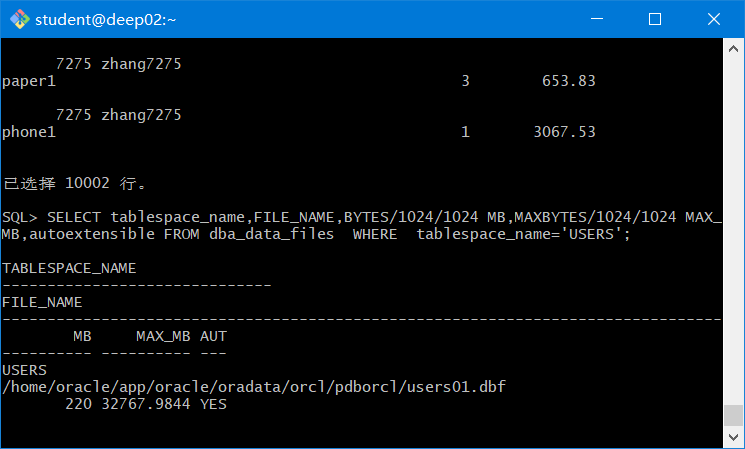 student@deep02:~
7275 zhang7275
paper1 3 653.83
7275 zhang7275
phone1 1 3067.53
已选择 10002 行。
SQL> SELECT tablespace_name,FILE_NAME,BYTES/1024/1024 MB,MAXBYTES/1024/1024 MAX_
MB,autoextensible FROM dba_data_files  WHERE  tablespace_name='USERS';
TABLESPACE_NAME
------------------------------
FILE_NAME
--------------------------------------------------------------------------------
MB MAX_MB AUT
---------- ---------- ---
USERS
/home/oracle/app/oracle/oradata/orcl/pdborcl/users01.dbf
220 32767.9844 YES